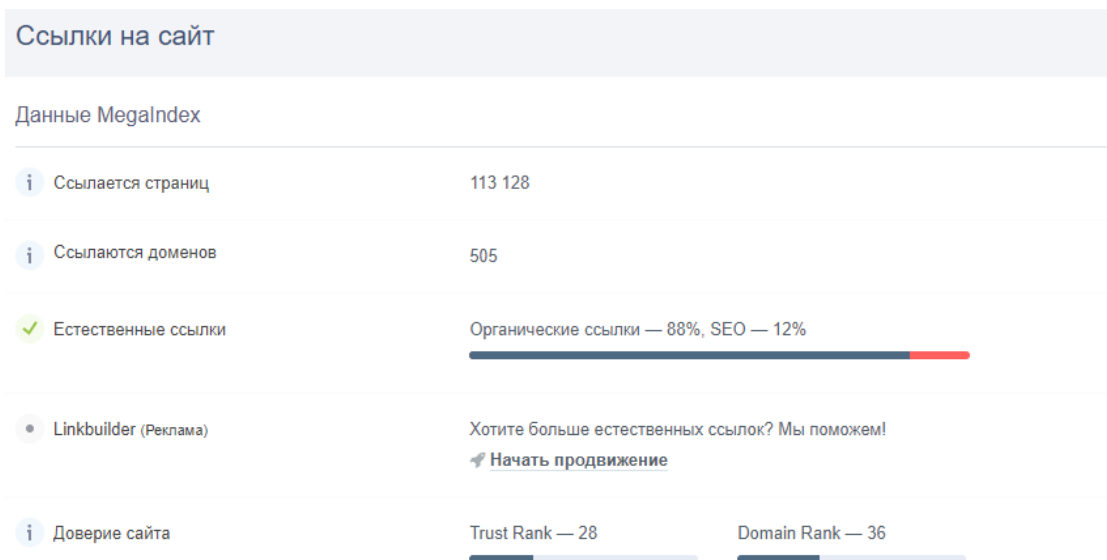 Ссылки на сайт
Данные MegaIndex
Ссылается страниц 113 128
Ссылаются доменов 505
Естественные ссылки Органические ссылки — 88%, SEO — 12%
Linkbuilder (Реклама) Хотите больше естественных ссылок? Мы поможем!
Начать продвижение
Доверие сайта Trust Rank — 28 Domain Rank — 36